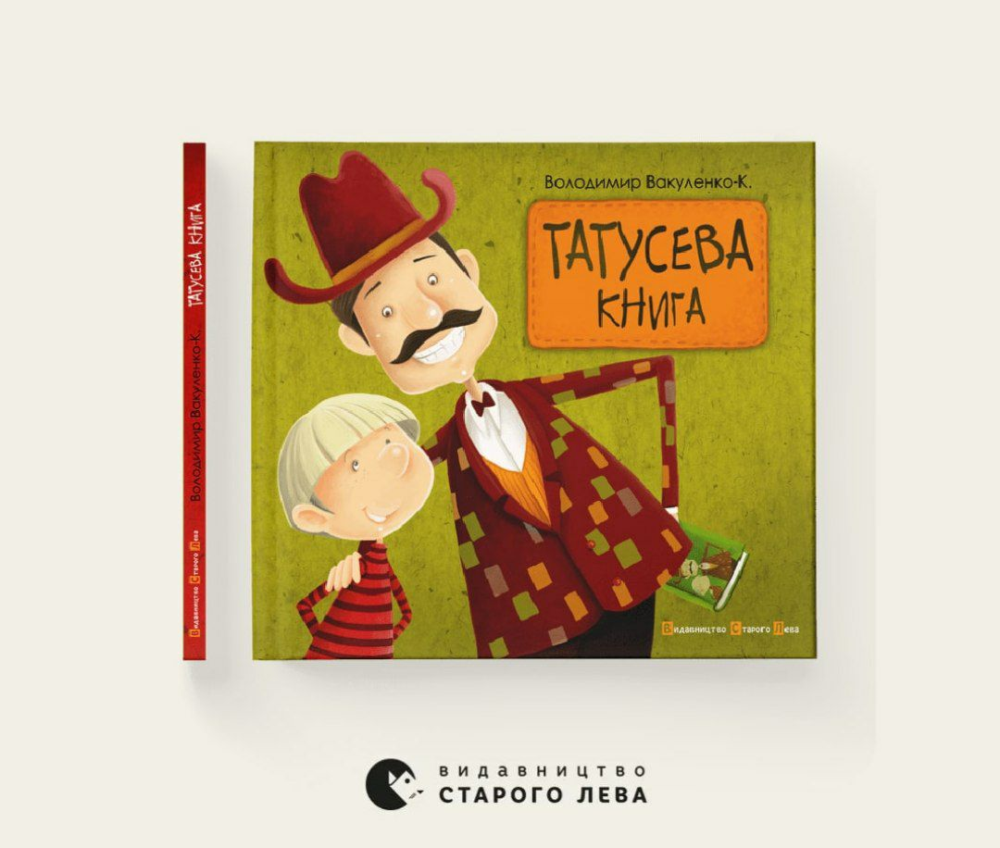 Володимир Вакуленко-К. ТАТУСЕВА КНИГА
Видавництво Старого Лева
Володимир Вакуленко-К.
ТАТУСЕВА
КНИГА
Видавництво Старого Лева
ВИДАВНИЦТВО
СТАРОГО ЛЕВА